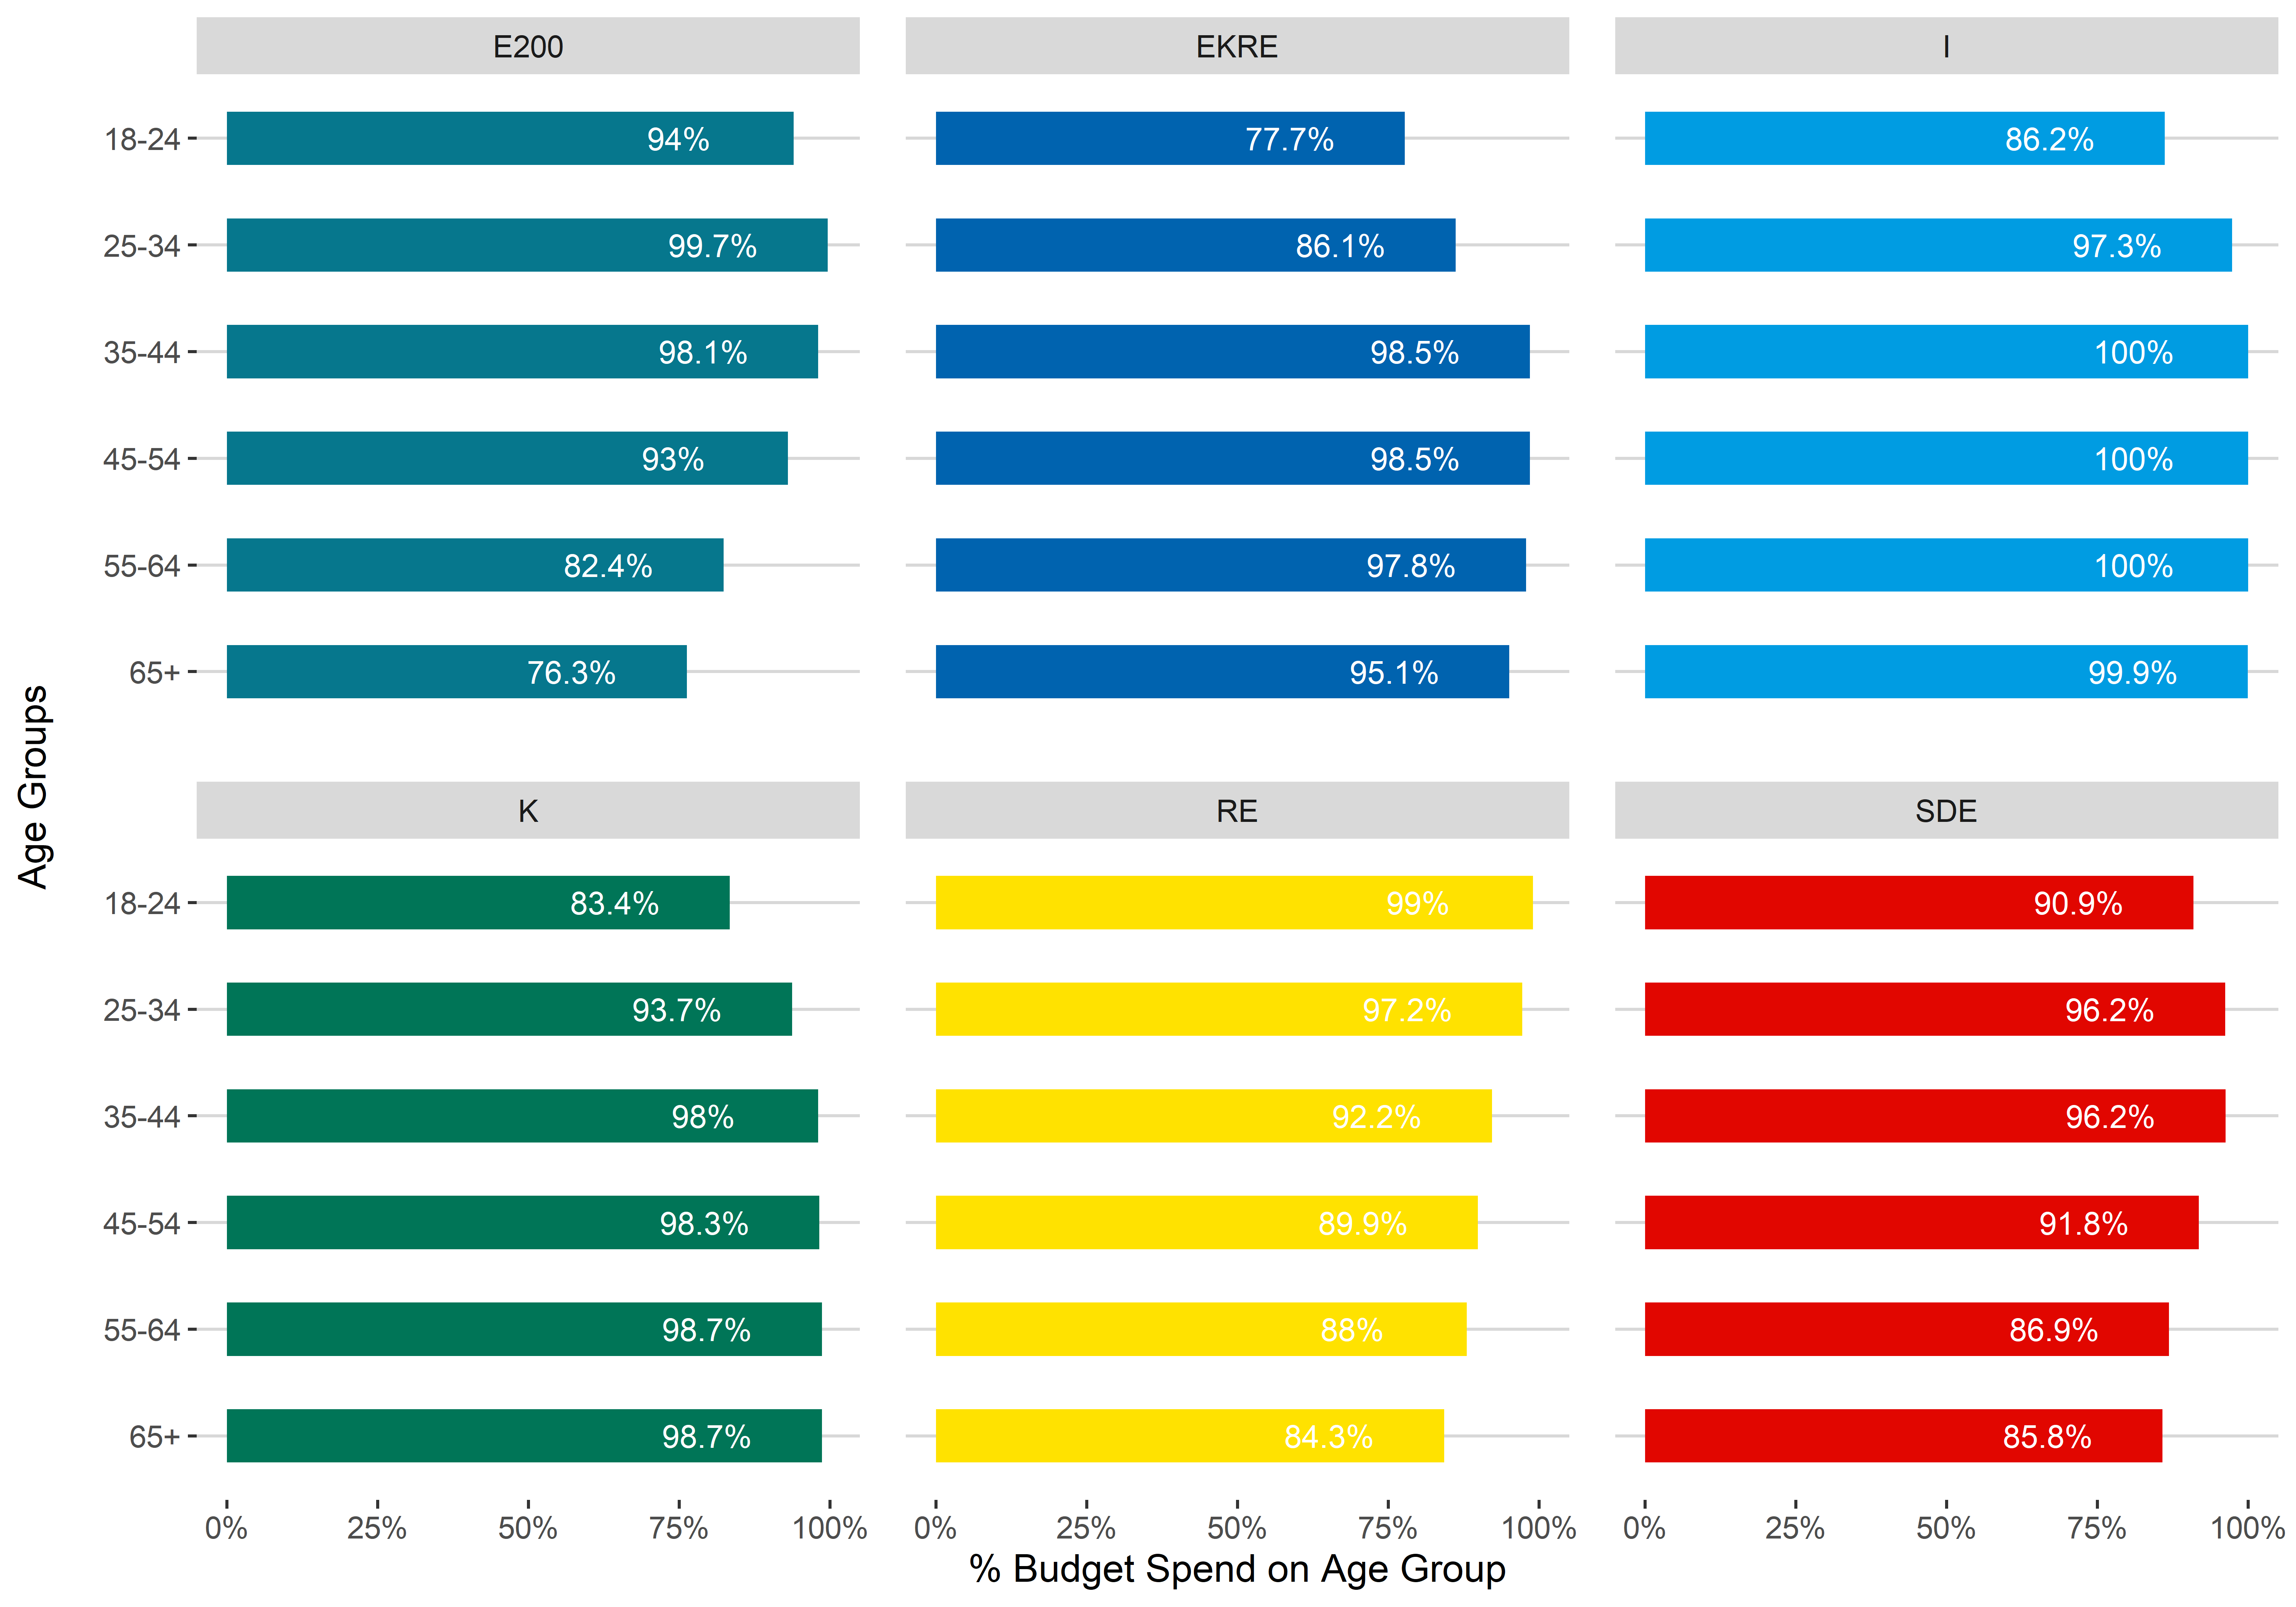 E200 EKRE I
18-24 94% 77.7% 86.2%
25-34 99.7% 86.1% 97.3%
35-44 98.1% 98.5% 100%
45-54 93% 98.5% 100%
55-64 82.4% 97.8% 100%
65+ 76.3% 95.1% 99.9%
Age Groups
K RE SDE
18-24 83.4% 99% 90.9%
25-34 93.7% 97.2% 96.2%
35-44 98% 92.2% 96.2%
45-54 98.3% 89.9% 91.8%
55-64 98.7% 88% 86.9%
65+ 98.7% 84.3% 85.8%
0% 25% 50% 75% 100% 0% 25% 50% 75% 100% 0% 25% 50% 75% 100%
% Budget Spend on Age Group